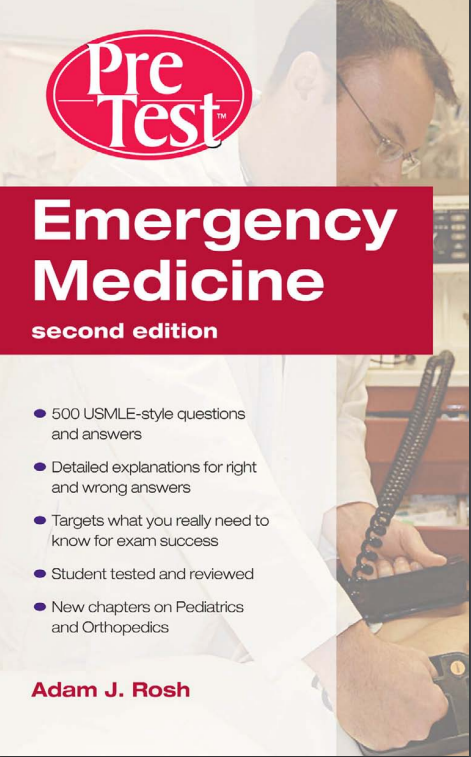 Pre
Test™
Emergency
Medicine
second edition
● 500 USMLE-style questions
and answers
● Detailed explanations for right
and wrong answers
● Targets what you really need to
know for exam success
● Student tested and reviewed
● New chapters on Pediatrics
and Orthopedics
Adam J. Rosh